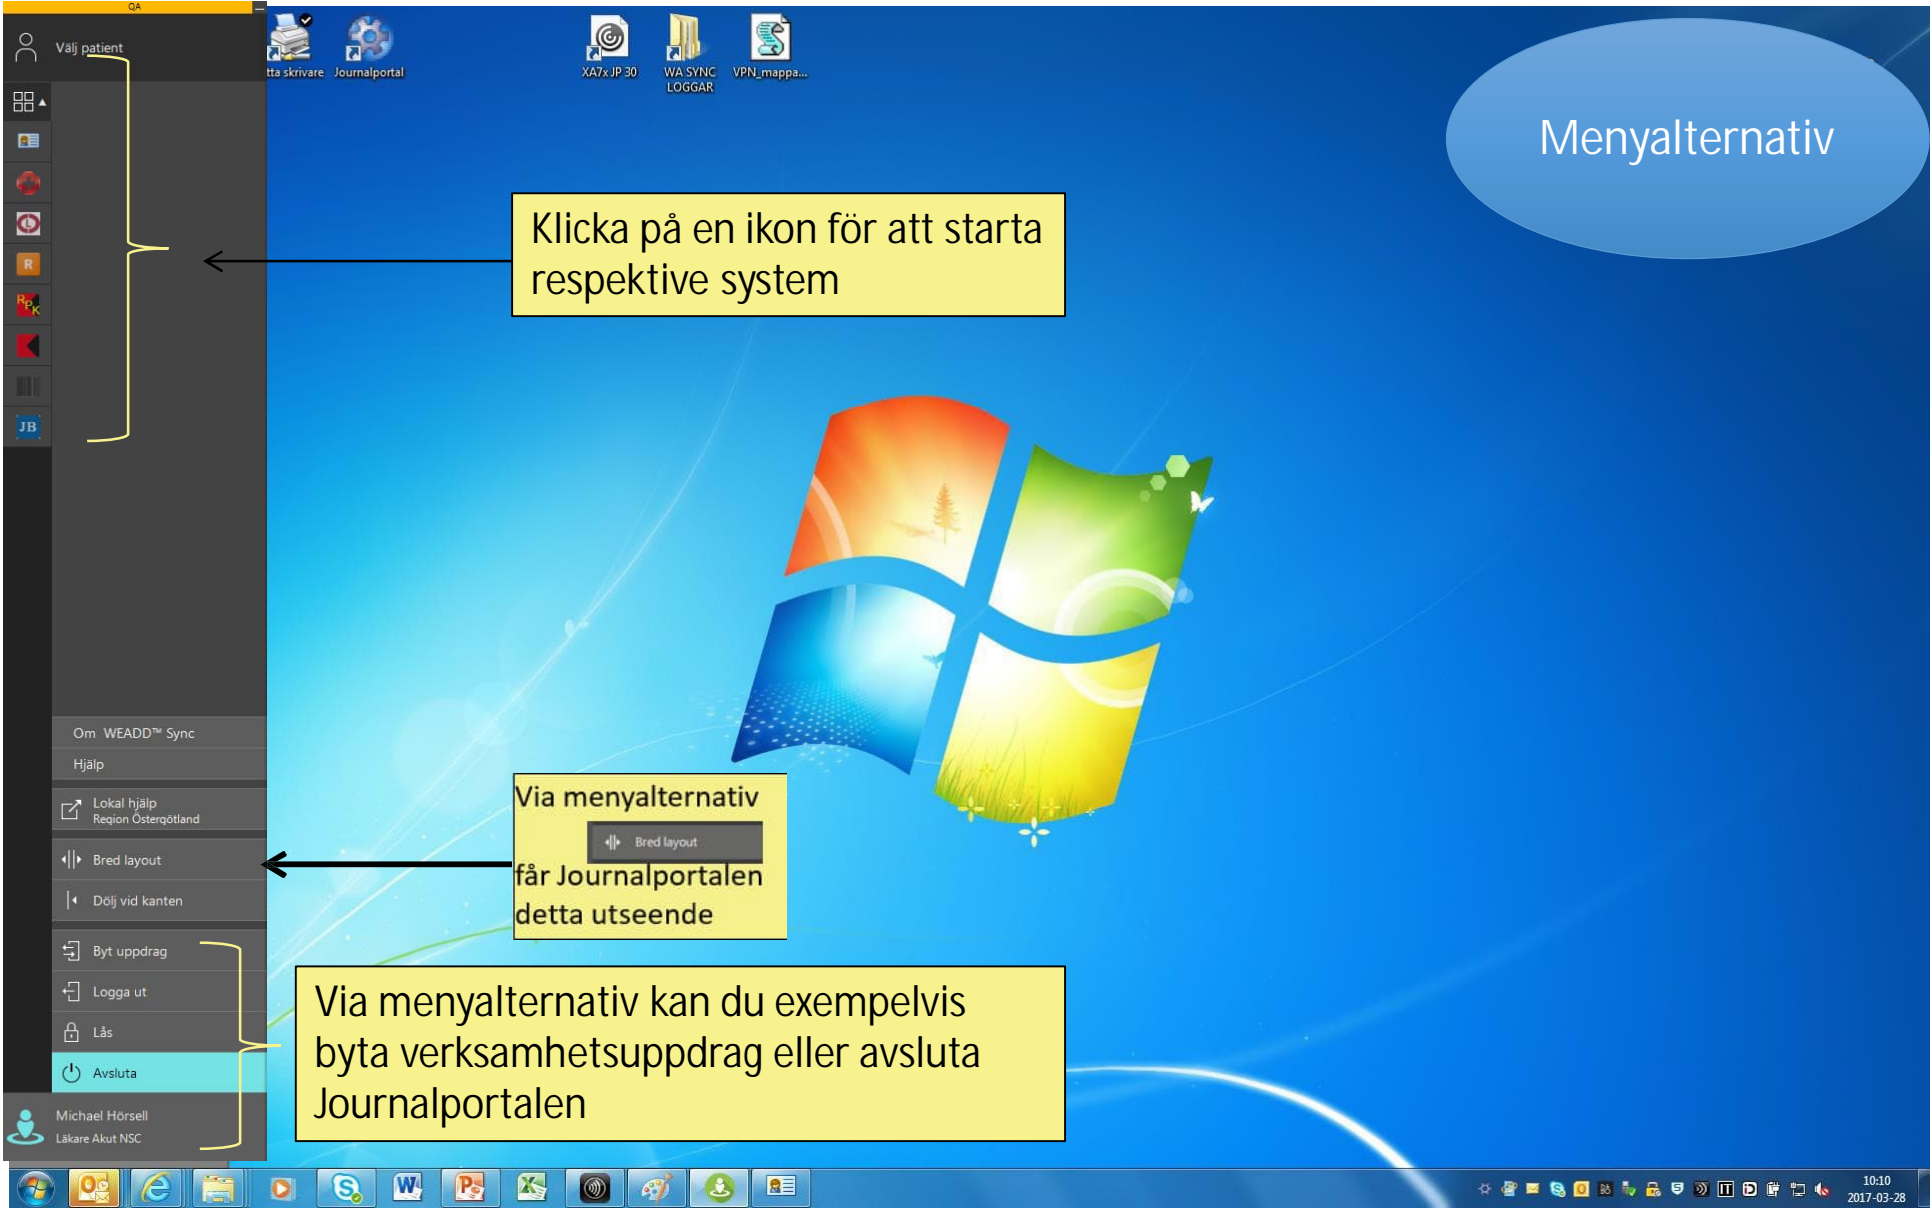 QA
Välj patient
tta skrivare
Journalportal
XA7x JP 30
WA SYNC
LOGGAR
VPN_mappa...
Menyalternativ
Klicka på en ikon för att starta
respektive system
L
R
RPK
JB
Om WEADD™ Sync
Hjälp
Lokal hjälp
Region Östergötland
Bred layout
Dölj vid kanten
Via menyalternativ
Bred layout
får Journalportalen
detta utseende
Byt uppdrag
Logga ut
Lås
Avsluta
Via menyalternativ kan du exempelvis
byta verksamhetsuppdrag eller avsluta
Journalportalen
Michael Hörsell
Läkare Akut NSC
10:10
2017-03-28